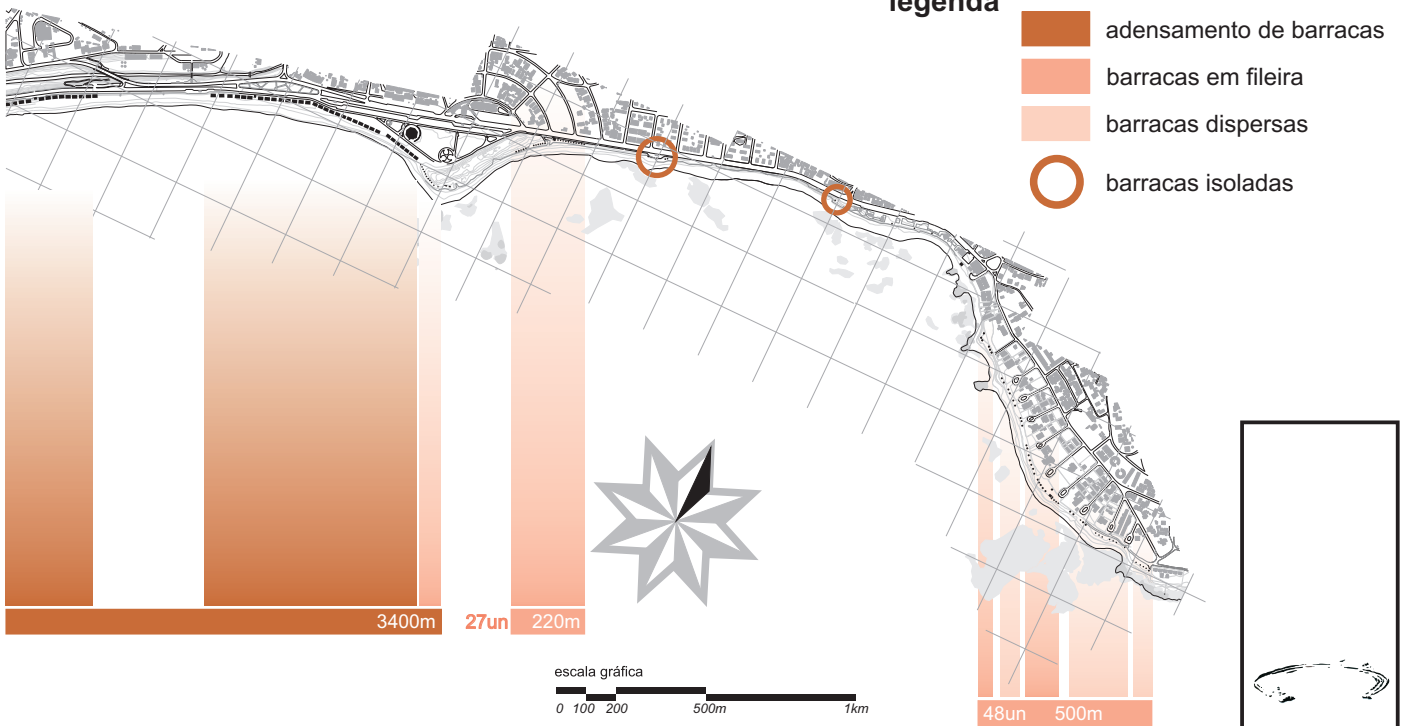 legenda
adensamento de barracas
barracas em fileira
barracas dispersas
barracas isoladas
3400m
27un
220m
escala gráfica
0 100 200 500m 1km
48un 500m